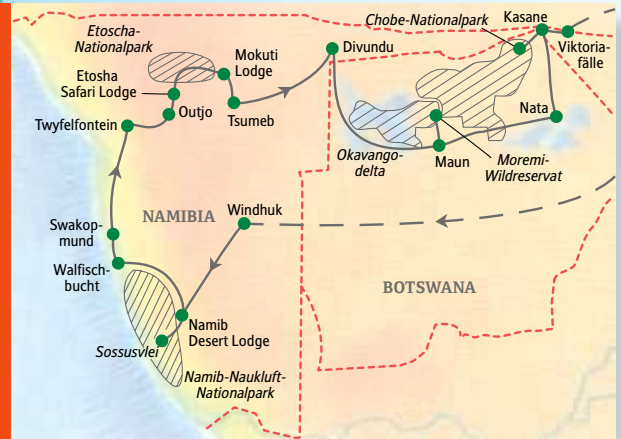 Chobe-Nationalpark
Kasane
Etoscha-
Nationalpark
Mokuti
Lodge
Divundu
Viktoria-
fälle
Etosha
Safari Lodge
Outjo
Tsumeb
Nata
Twyfelfontein
Okavango-
delta
Maun
Moremi-
Wildreservat
NAMIBIA
Windhuk
Swakop-
mund
Walfisch-
bucht
BOTSWANA
Namib
Desert Lodge
Sossusvlei
Namib-Naukluft-
Nationalpark